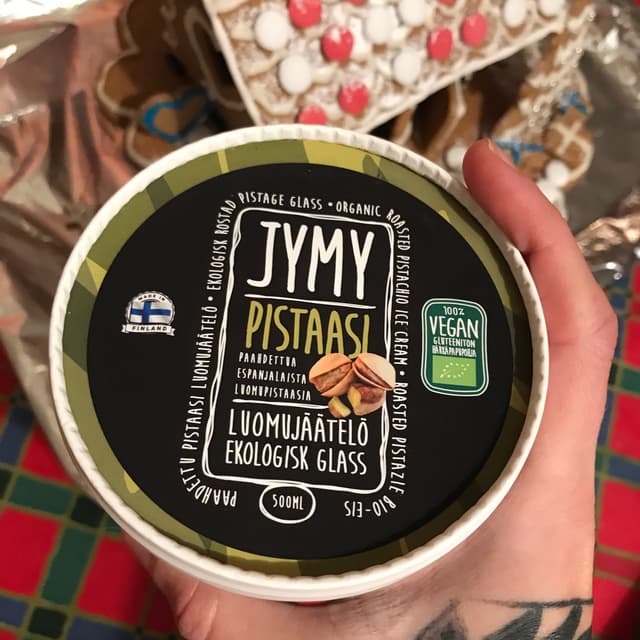 PAAHDETTU PISTAASI LUOMUJÄÄTELÖ • EKOLOGISK ROSTAD PISTAGE GLASS • ORGANIC ROASTED PISTACHIO ICE CREAM • ROASTED PISTAZIE BIO-EIS
JYMY
PISTAASI
PAAHDETTUA
ESPANJALAISTA
LUOMUPISTAASIA
LUOMUJÄÄTELÖ
EKOLOGISK GLASS
500ML
MADE IN
FINLAND
100%
VEGAN
GLUTEENITON
HÄRKÄPAPUPOHJA